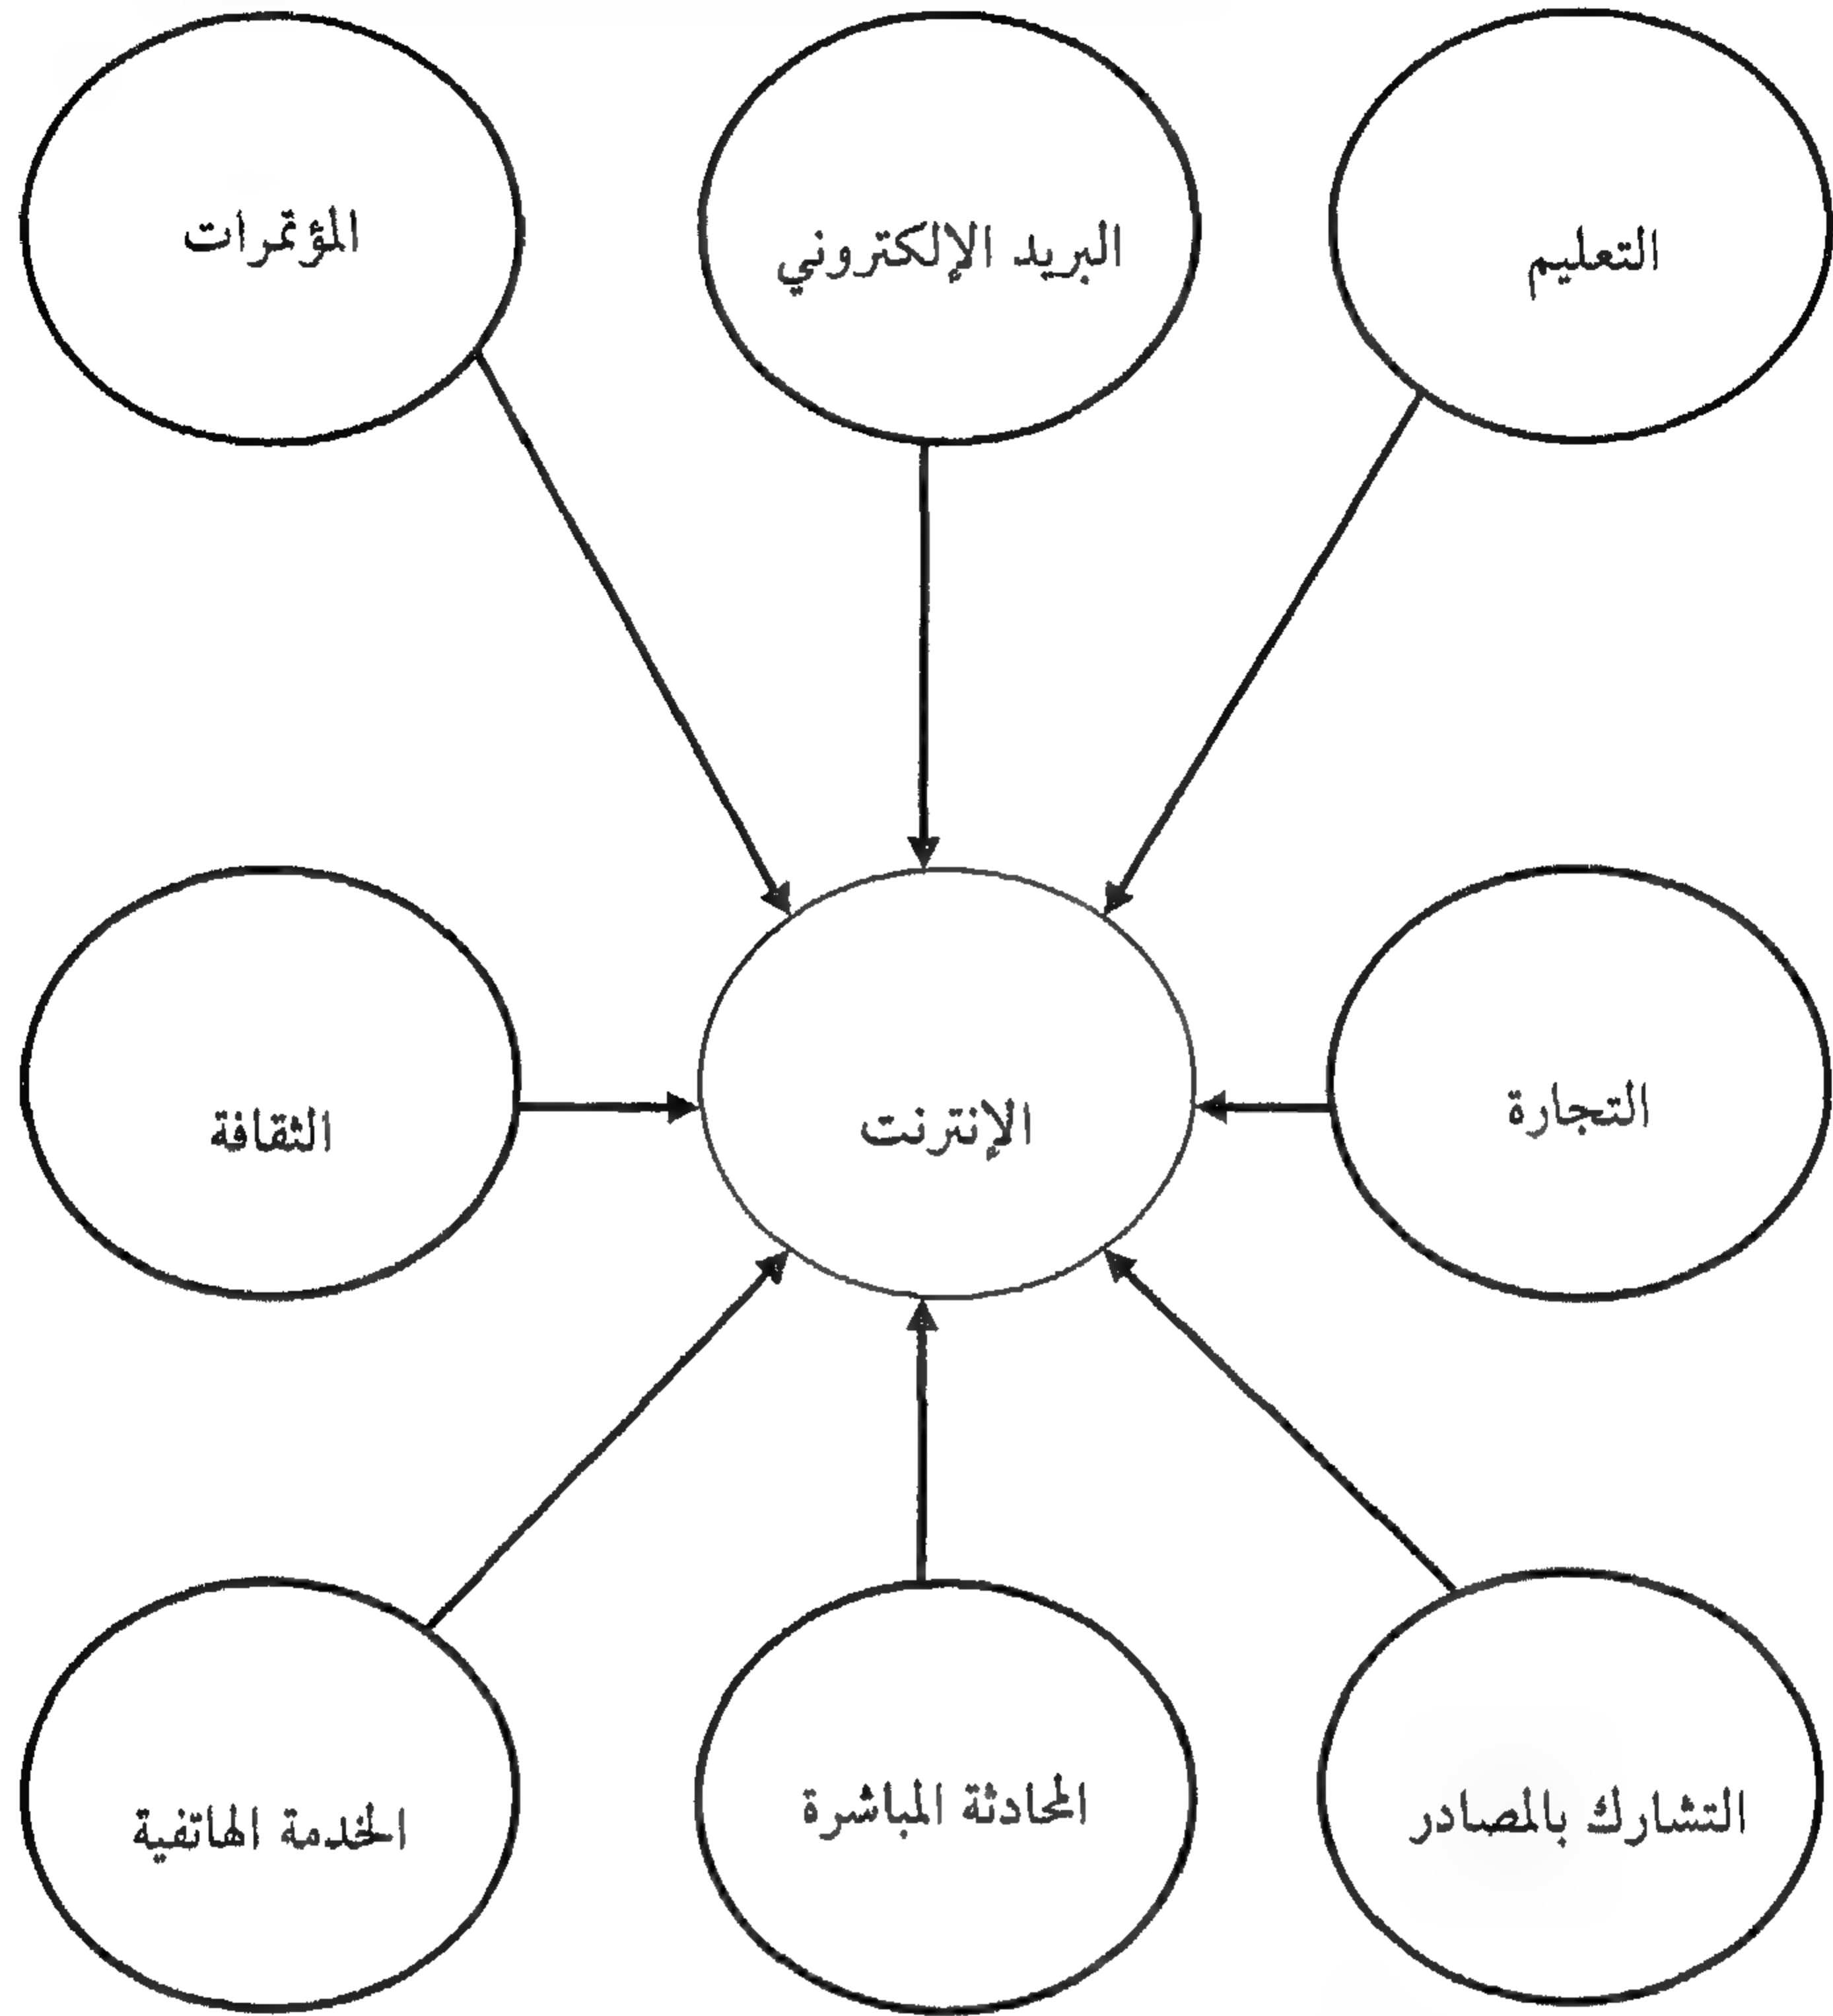 التعليم
البريد الإلكتروني
المؤتمرات
التجارة
الإنترنت
الثقافة
التشارك بالمصادر
المحادثة المباشرة
الخدمة الهاتفية